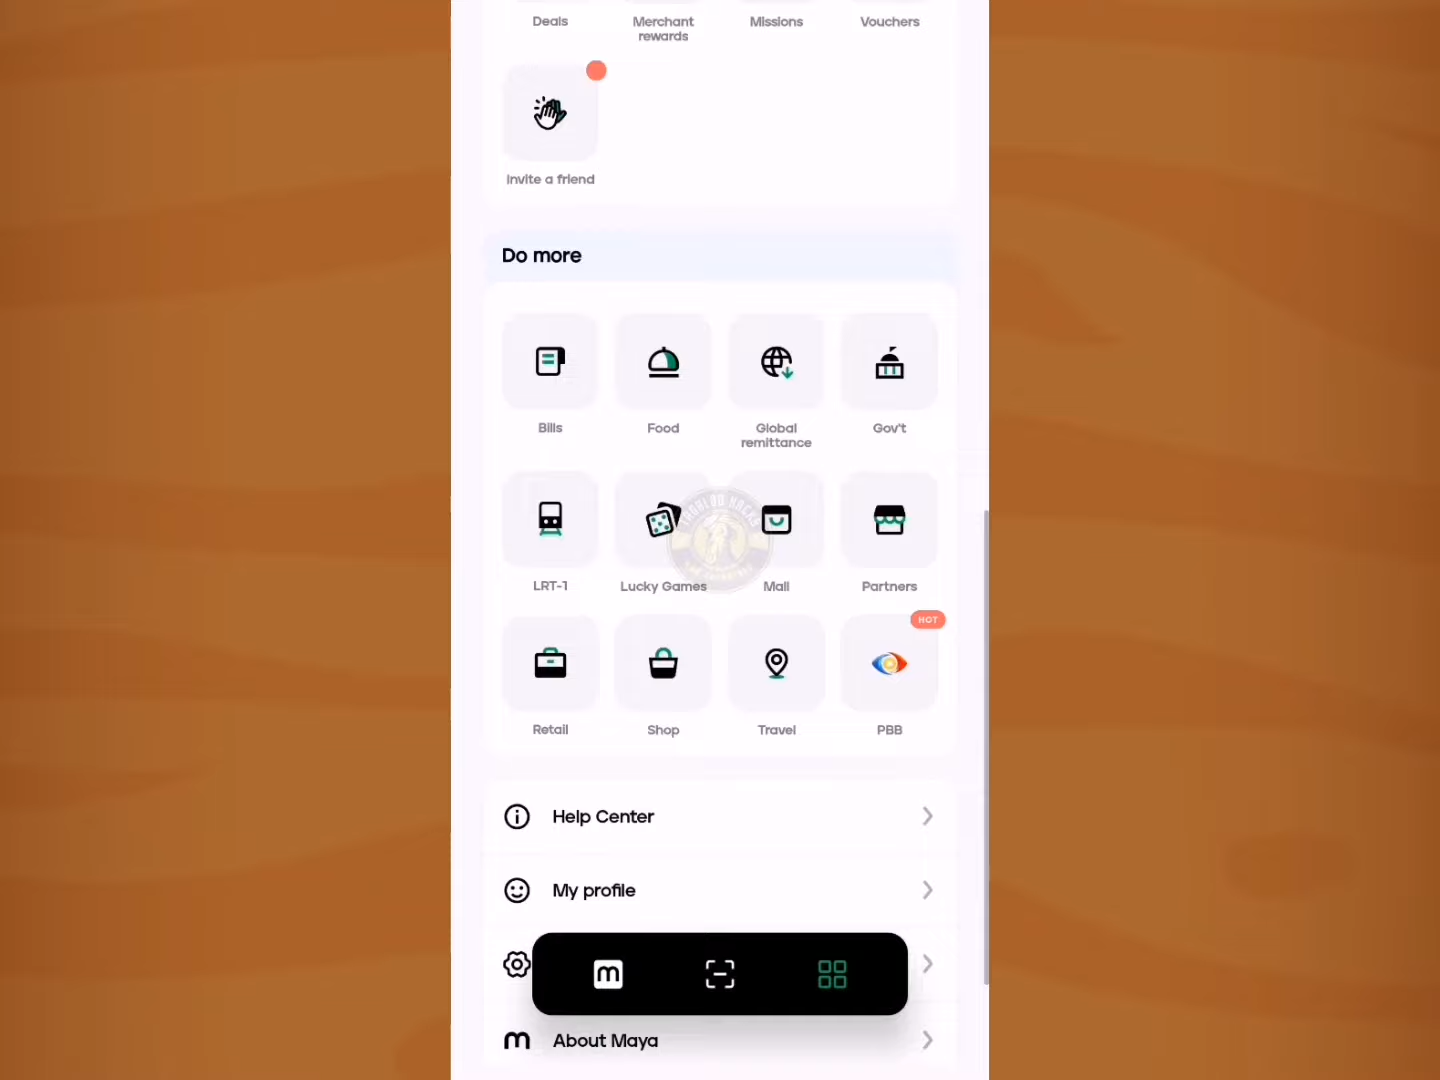 Deals
Merchant
rewards
Missions
Vouchers
Invite a friend
Do more
Bills
Food
Global
remittance
Gov't
LRT-1
Lucky Games
Mall
Partners
HOT
Retail
Shop
Travel
PBB
Help Center
My profile
m
m About Maya